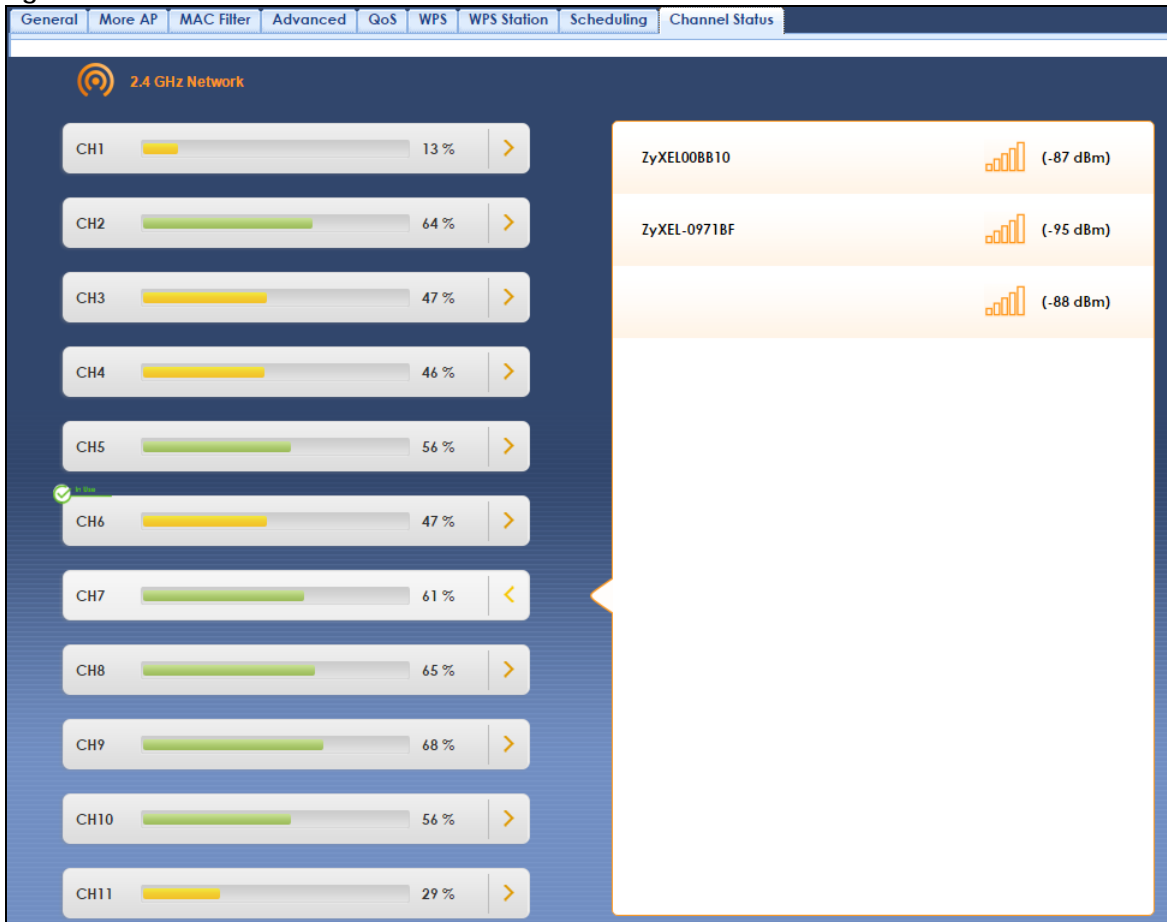 General More AP MAC Filter Advanced QoS WPS WPS Station Scheduling Channel Status
2.4 GHz Network
CH1 13 %
CH2 64 %
CH3 47 %
CH4 46 %
CH5 56 %
In Use
CH6 47 %
CH7 61 %
CH8 65 %
CH9 68 %
CH10 56 %
CH11 29 %
ZyXEL00BB10 (-87 dBm)
ZyXEL-0971BF (-95 dBm)
(-88 dBm)